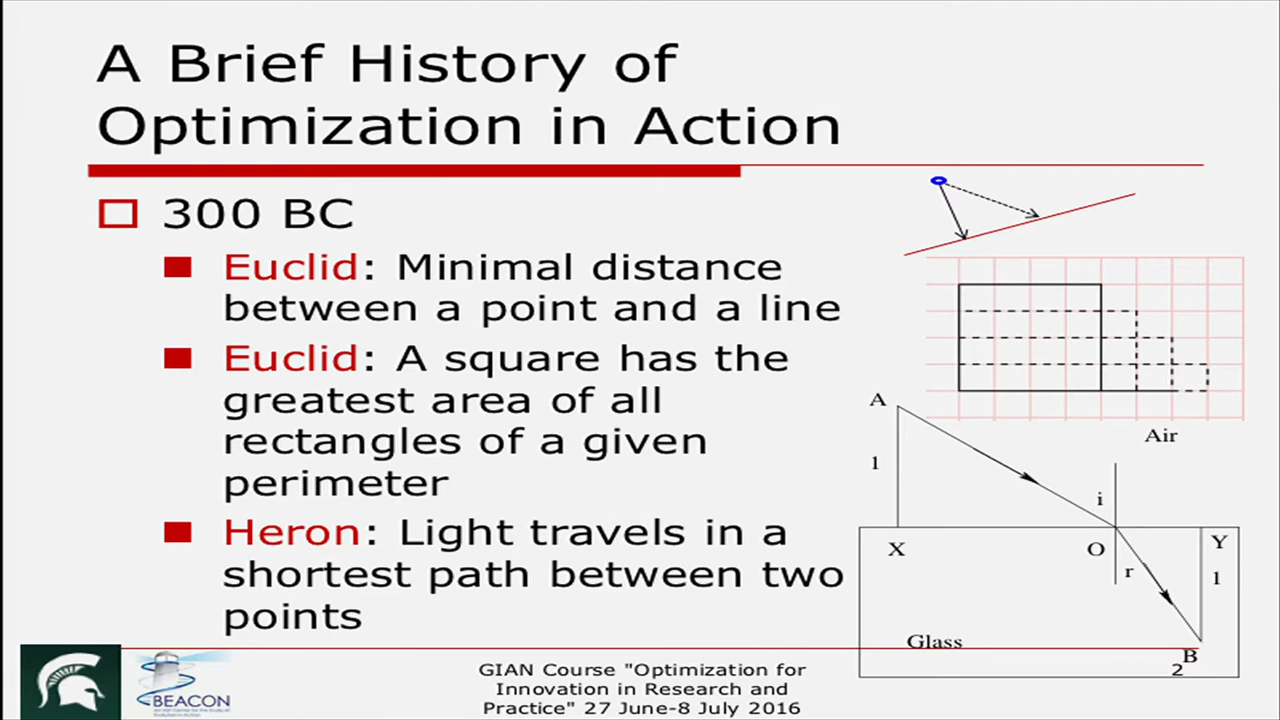 A Brief History of
Optimization in Action
300 BC
Euclid: Minimal distance
between a point and a line
Euclid: A square has the
greatest area of all
rectangles of a given
perimeter
Heron: Light travels in a
shortest path between two
points
A
Air
1
i
X
O
Y
r
1
Glass
B
2
BEACON
GIAN Course "Optimization for
Innovation in Research and
Practice" 27 June-8 July 2016